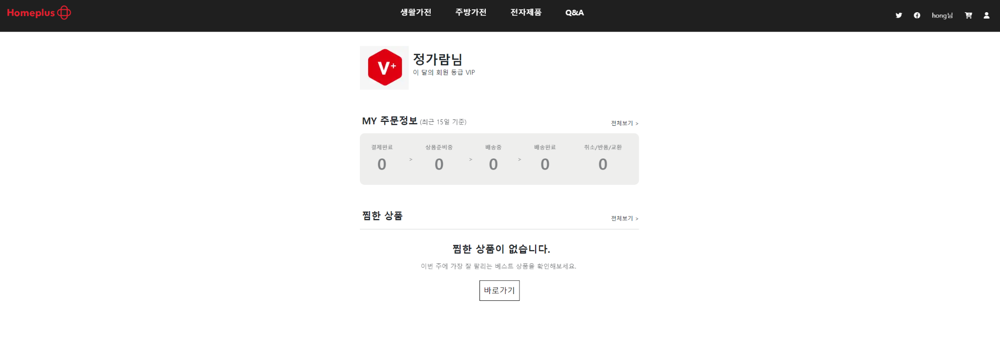 Homeplus 생활가전 주방가전 전자제품 Q&A hong님
V+
정가람님
이 달의 회원 등급 VIP
MY 주문정보 (최근 15일 기준) 전체보기 >
결제완료 상품준비중 배송중 배송완료 취소/반품/교환
0 > 0 > 0 > 0 0
찜한 상품 전체보기 >
찜한 상품이 없습니다.
이번 주에 가장 잘 팔리는 베스트 상품을 확인해보세요.
바로가기